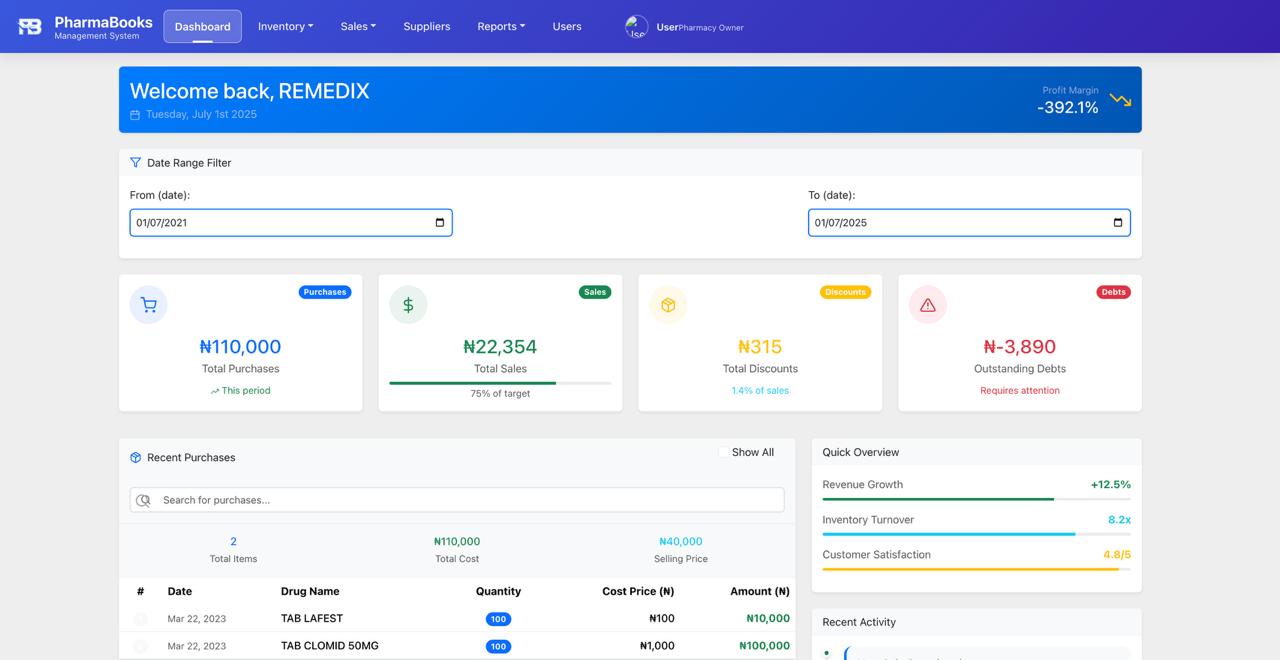 PharmaBooks
Management System
Dashboard
Inventory
Sales
Suppliers
Reports
Users
UserPharmacy Owner
Welcome back, REMEDIX
Tuesday, July 1st 2025
Profit Margin
-392.1%
Date Range Filter
From (date):
01/07/2021
To (date):
01/07/2025
Purchases
₦110,000
Total Purchases
This period
Sales
₦22,354
Total Sales
75% of target
Discounts
₦315
Total Discounts
1.4% of sales
Debts
₦-3,890
Outstanding Debts
Requires attention
Recent Purchases
Show All
Search for purchases...
2
Total Items
₦110,000
Total Cost
₦40,000
Selling Price
# Date Drug Name Quantity Cost Price (₦) Amount (₦)
Mar 22, 2023 TAB LAFEST 100 ₦100 ₦10,000
Mar 22, 2023 TAB CLOMID 50MG 100 ₦1,000 ₦100,000
Quick Overview
Revenue Growth +12.5%
Inventory Turnover 8.2x
Customer Satisfaction 4.8/5
Recent Activity